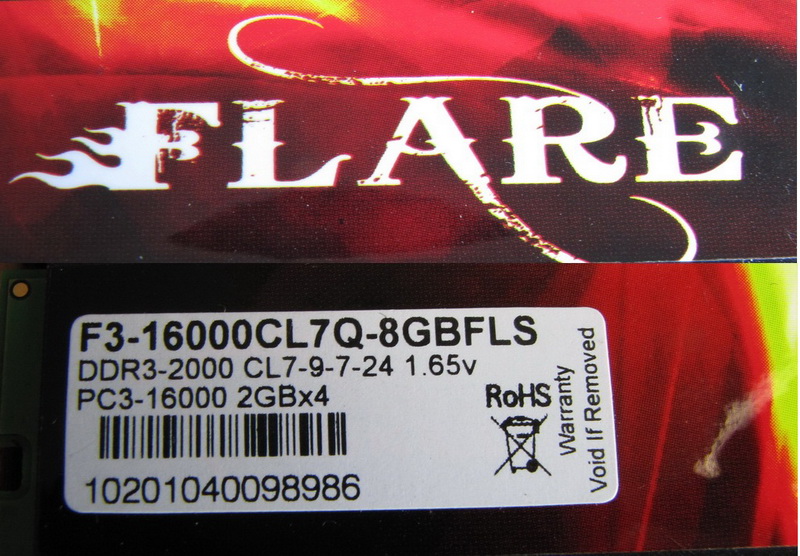 FLARE
F3-16000CL7Q-8GBFLS
DDR3-2000 CL7-9-7-24 1.65v
PC3-16000 2GBx4
RoHS
10201040098986
Warranty
Void If Removed